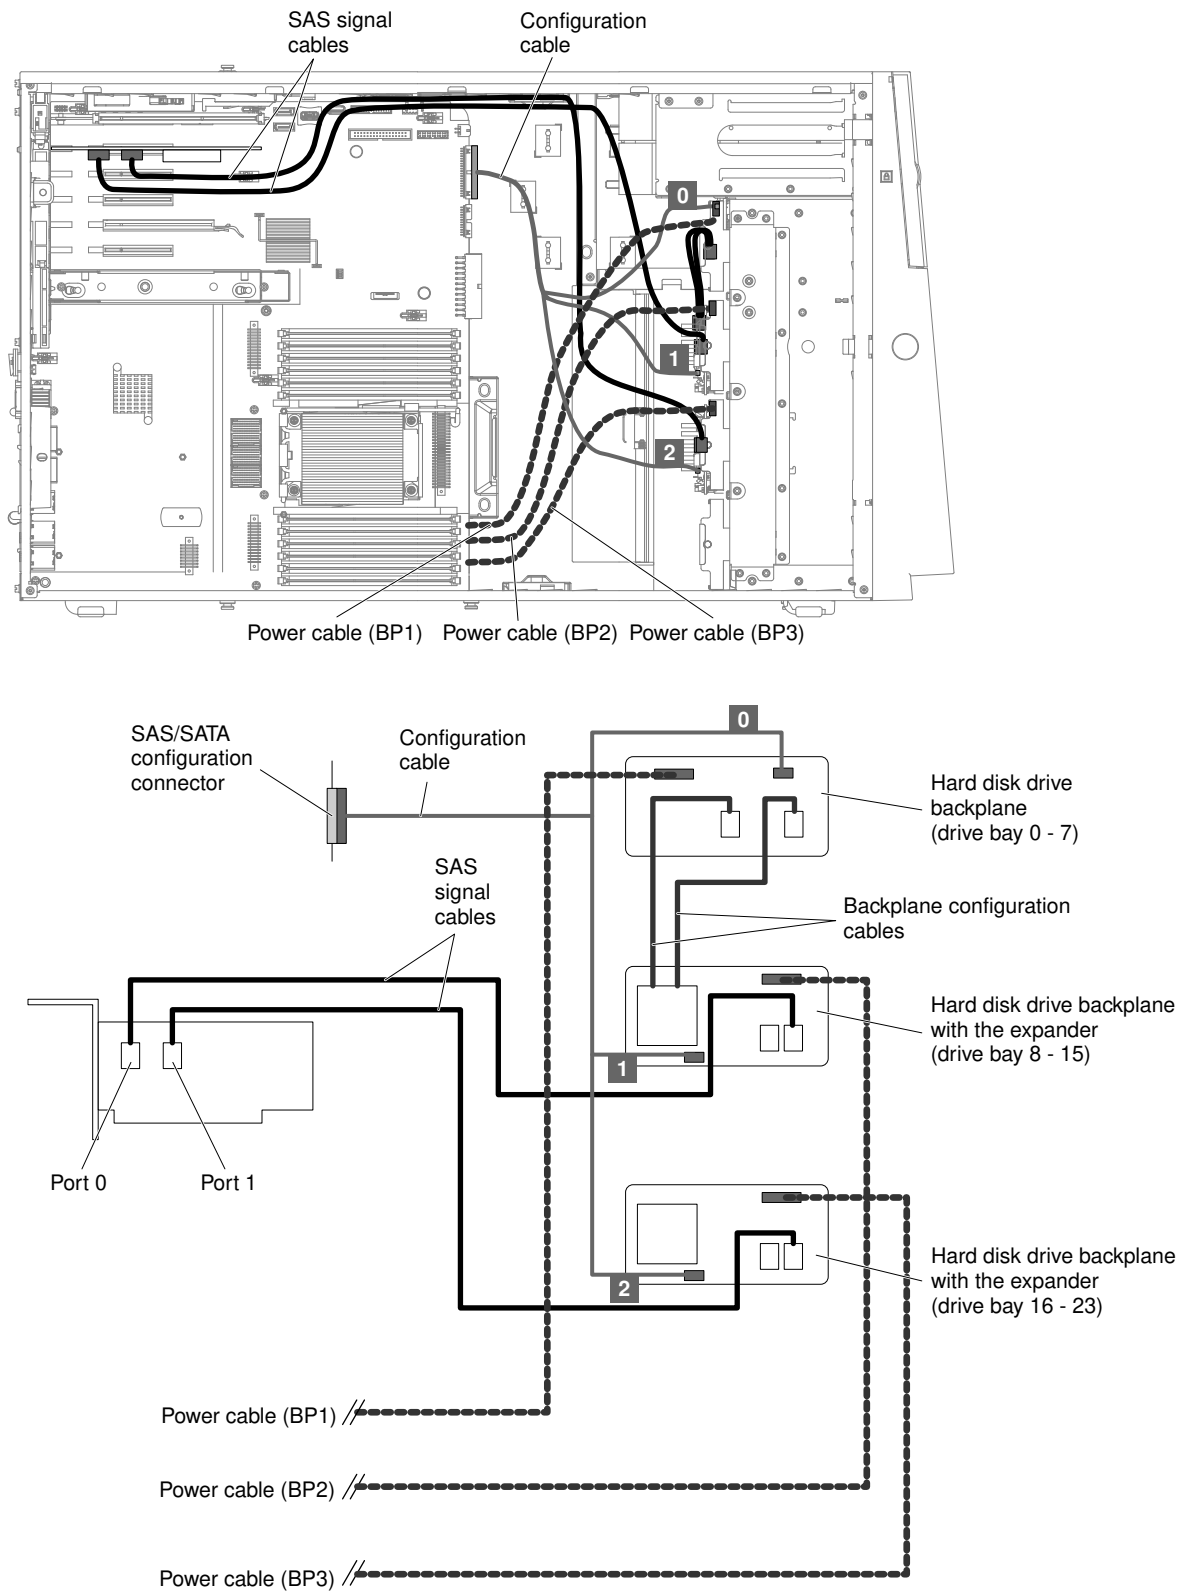 SAS signal
cables
Configuration
cable
0
1
2
Power cable (BP1)
Power cable (BP2)
Power cable (BP3)
0
SAS/SATA
configuration
connector
Configuration
cable
Hard disk drive
backplane
(drive bay 0 - 7)
SAS
signal
cables
Backplane configuration
cables
Hard disk drive backplane
with the expander
(drive bay 8 - 15)
1
Port 0
Port 1
Hard disk drive backplane
with the expander
(drive bay 16 - 23)
2
Power cable (BP1)
Power cable (BP2)
Power cable (BP3)